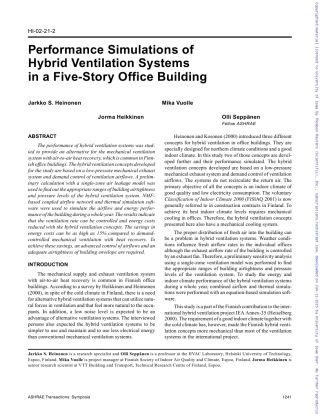 HI-02-21-2
Performance Simulations of
Hybrid Ventilation Systems
in a Five-Story Office Building
Jarkko S. Heinonen
Mika Vuolle
Jorma Heikkinen
Olli Seppänen
Fellow ASHRAE
ABSTRACT
The performance of hybrid ventilation systems was stud-
ied to provide an alternative for the mechanical ventilation
system with air-to-air heat recovery, which is common in Finn-
ish office buildings. The hybrid ventilation concepts developed
for the study are based on a low-pressure mechanical exhaust
system and demand control of ventilation airflows. A prelim-
inary calculation with a single-zone air leakage model was
used to find out the appropriate ranges of building airtightness
and pressure levels of the hybrid ventilation system. NMF-
based coupled airflow network and thermal simulation soft-
ware were used to simulate the airflow and energy perfor-
mance of the building during a whole year. The results indicate
that the ventilation rate can be controlled and energy costs
reduced with the hybrid ventilation concepts. The savings in
energy costs can be as high as 35% compared to demand-
controlled mechanical ventilation with heat recovery. To
achieve these savings, an advanced control of airflows and an
adequate airtightness of building envelope are required.
INTRODUCTION
The mechanical supply and exhaust ventilation system
with air-to-air heat recovery is common in Finnish office
buildings. According to a survey by Heikkinen and Heinonen
(2000), in spite of the cold climate in Finland, there is a need
for alternative hybrid ventilation systems that can utilize natu-
ral forces in ventilation and that feel more natural to the occu-
pants. In addition, a low noise level is expected to be an
advantage of alternative ventilation systems. The interviewed
persons also expected the hybrid ventilation systems to be
simpler to use and maintain and to use less electrical energy
than conventional mechanical ventilation systems.
Heinonen and Kosonen (2000) introduced three different
concepts for hybrid ventilation in office buildings. They are
specially designed for northern climate conditions and a good
indoor climate. In this study two of those concepts are devel-
oped further and their performance simulated. The hybrid
ventilation concepts developed are based on a low-pressure
mechanical exhaust system and demand control of ventilation
airflows. The systems do not recirculate the return air. The
primary objective of all the concepts is an indoor climate of
good quality and low electricity consumption. The voluntary
Classification of Indoor Climate 2000 (FISIAQ 2001) is now
generally referred to in construction contracts in Finland. To
achieve its best indoor climate levels requires mechanical
cooling in offices. Therefore, the hybrid ventilation concepts
presented here also have a mechanical cooling system.
The proper distribution of fresh air into the building can
be a problem in hybrid ventilation systems. Weather condi-
tions influence fresh airflow rates in the individual offices
although the exhaust airflow rate of the building is controlled
by an exhaust fan. Therefore, a preliminary sensitivity analysis
using a single-zone ventilation model was performed to find
the appropriate ranges of building airtightness and pressure
levels of the ventilation system. To study the energy and
indoor climate performance of the hybrid ventilation systems
during a whole year, combined airflow and thermal simula-
tions were performed with an equation-based simulation soft-
ware.
This study is part of the Finnish contribution to the inter-
national hybrid ventilation project IEA Annex-35 (Heiselberg
2000). The requirement of a good indoor climate together with
the cold climate has, however, made the Finnish hybrid venti-
lation concepts more mechanical than most of the ventilation
systems in the international project.
Jarkko S. Heinonen is a research scientist and Olli Seppänen is a professor in the HVAC Laboratory, Helsinki University of Technology,
Espoo, Finland. Mika Vuolle is project manager at Finnish Society of Indoor Air Quality and Climate, Espoo, Finland. Jorma Heikkinen is
senior research scientist at VTT Building and Transport, Technical Research Centre of Finland, Espoo.
ASHRAE Transactions: Symposia
1241